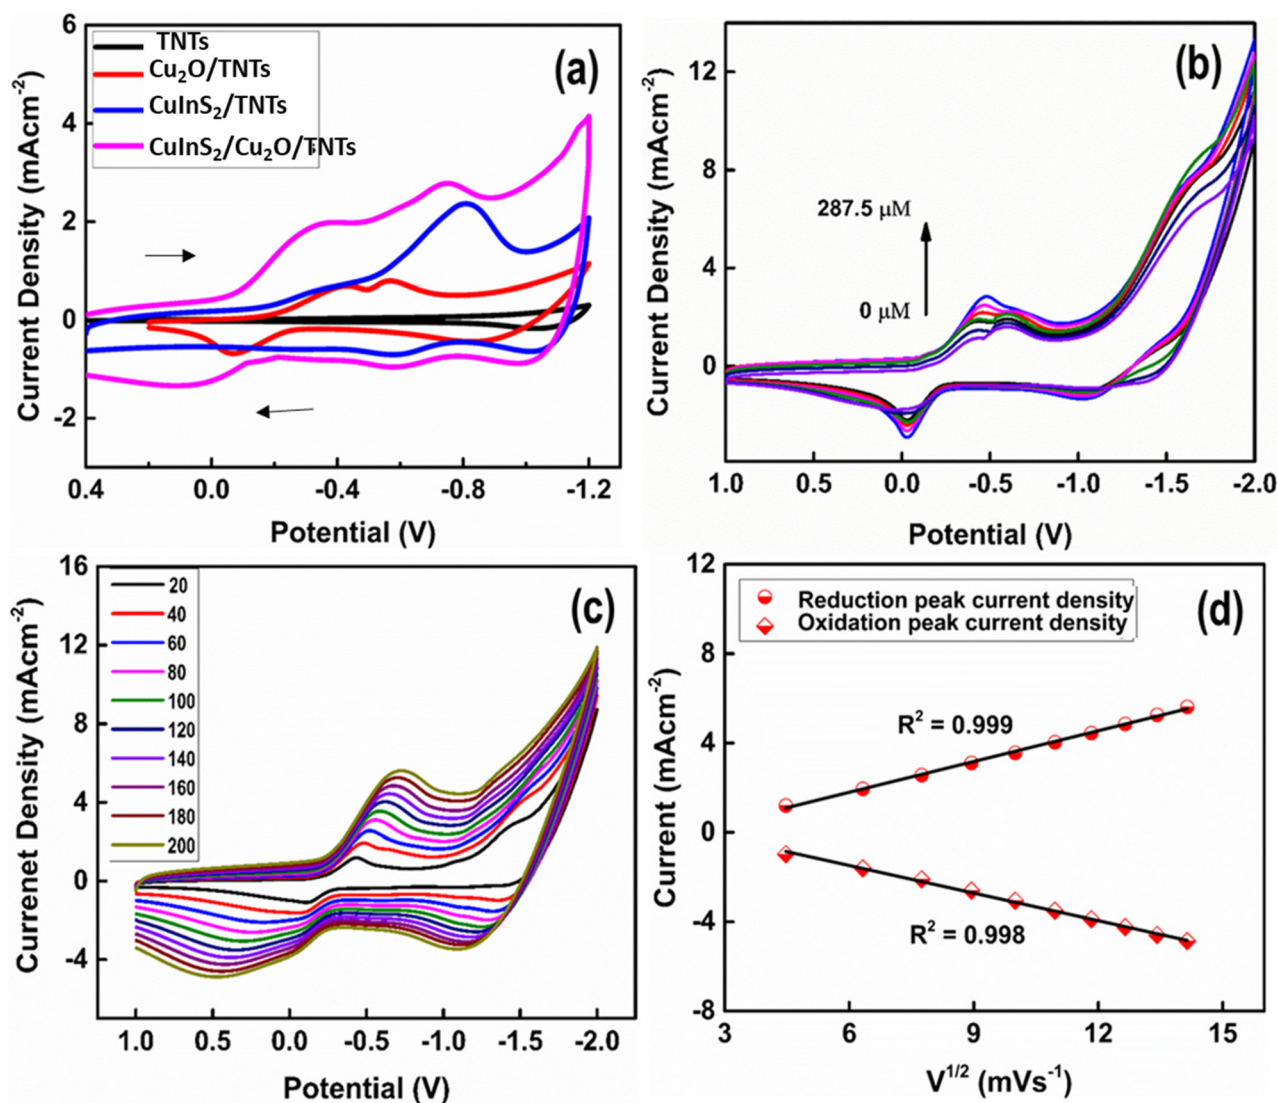 (a)
TNTs
Cu₂O/TNTs
CuInS₂/TNTs
CuInS₂/Cu₂O/TNTs
Current Density (mAcm⁻²)
6
4
2
0
-2
0.4 0.0 -0.4 -0.8 -1.2
Potential (V)
(b)
287.5 μM
0 μM
Current Density (mAcm⁻²)
12
8
4
0
1.0 0.5 0.0 -0.5 -1.0 -1.5 -2.0
Potential (V)
(c)
20
40
60
80
100
120
140
160
180
200
Currenet Density (mAcm⁻²)
16
12
8
4
0
-4
1.0 0.5 0.0 -0.5 -1.0 -1.5 -2.0
Potential (V)
(d)
Reduction peak current density
Oxidation peak current density
R² = 0.999
R² = 0.998
Current (mAcm⁻²)
12
8
4
0
-4
-8
3 6 9 12 15
V¹/² (mVs⁻¹)